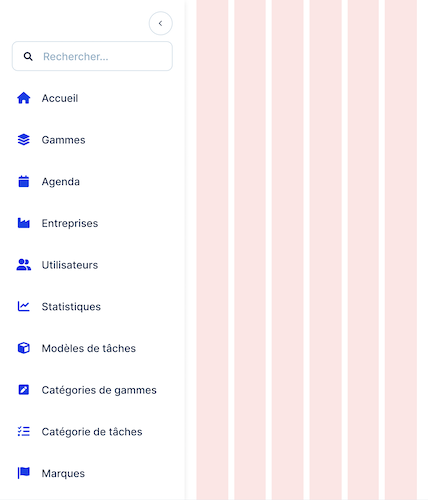 Rechercher...
Accueil
Gammes
Agenda
Entreprises
Utilisateurs
Statistiques
Modèles de tâches
Catégories de gammes
Catégorie de tâches
Marques